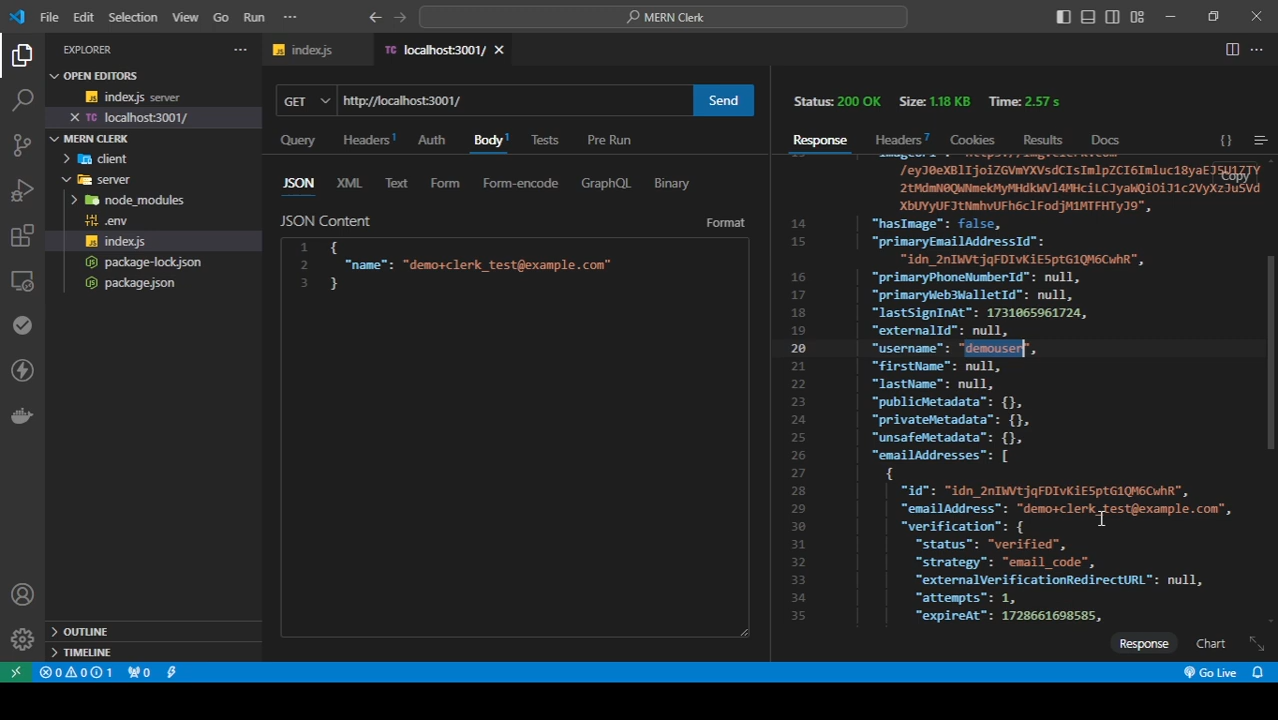 File Edit Selection View Go Run ··· MERN Clerk
EXPLORER ···
OPEN EDITORS
index.js server
localhost:3001/
MERN CLERK
client
server
node_modules
.env
index.js
package-lock.json
package.json
OUTLINE
TIMELINE
index.js TC localhost:3001/
GET http://localhost:3001/ Send
Query Headers 1 Auth Body 1 Tests Pre Run
JSON XML Text Form Form-encode GraphQL Binary
JSON Content Format
1 {
2 "name": "demo+clerk_test@example.com"
3 }
Status: 200 OK Size: 1.18 KB Time: 2.57 s
Response Headers 7 Cookies Results Docs { }
Copy
14 "hasImage": false,
15 "primaryEmailAddressId":
"idn_2nIWVtjqFDIvKiE5ptG1QM6CwhR",
16 "primaryPhoneNumberId": null,
17 "primaryWeb3WalletId": null,
18 "lastSignInAt": 1731065961724,
19 "externalId": null,
20 "username": "demouser",
21 "firstName": null,
22 "lastName": null,
23 "publicMetadata": {},
24 "privateMetadata": {},
25 "unsafeMetadata": {},
26 "emailAddresses": [
27 {
28 "id": "idn_2nIWVtjqFDIvKiE5ptG1QM6CwhR",
29 "emailAddress": "demo+clerk_test@example.com",
30 "verification": {
31 "status": "verified",
32 "strategy": "email_code",
33 "externalVerificationRedirectURL": null,
34 "attempts": 1,
35 "expireAt": 1728661698585,
Response Chart
0 0 1 0 Go Live